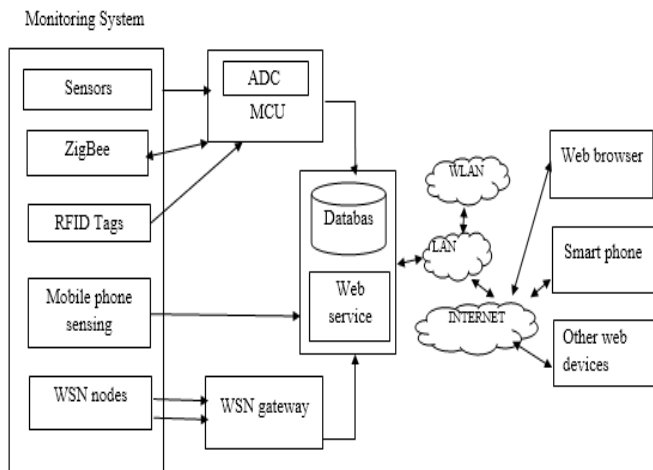 Monitoring System
Sensors
ZigBee
RFID Tags
Mobile phone
sensing
WSN nodes
ADC
MCU
WSN gateway
Databas
Web
service
WLAN
LAN
INTERNET
Web browser
Smart phone
Other web
devices